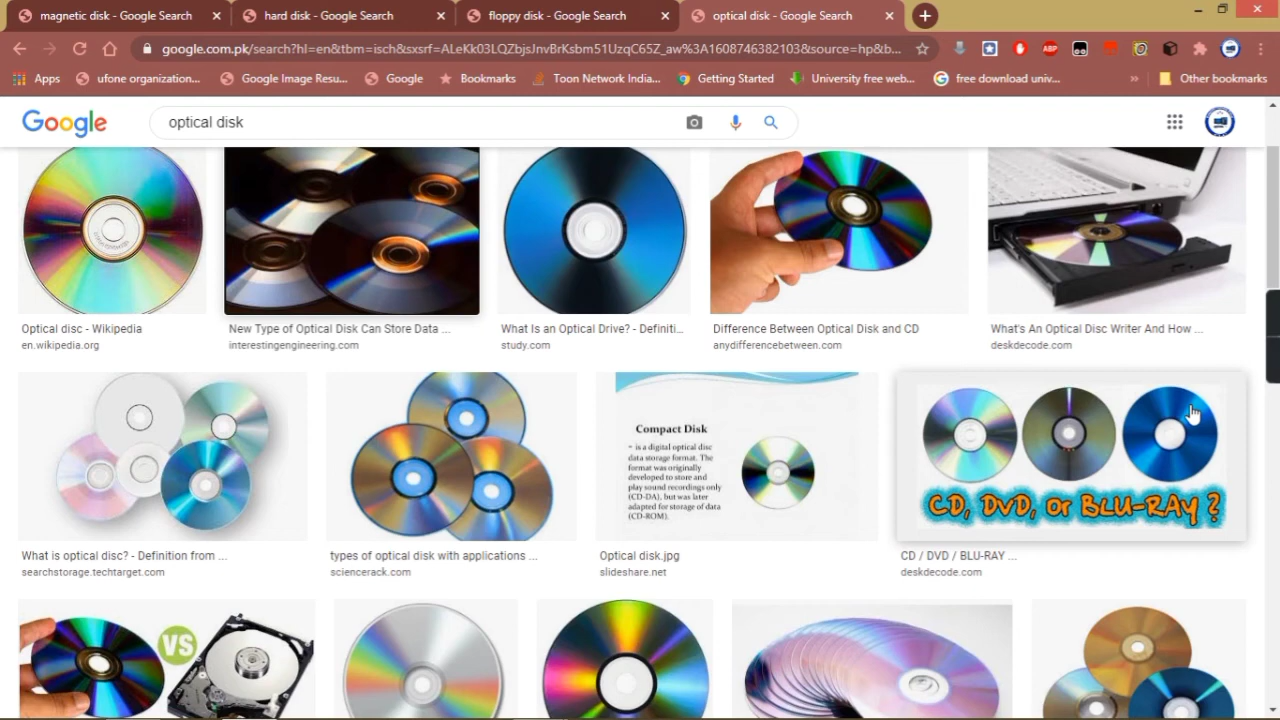 magnetic disk - Google Search
hard disk - Google Search
floppy disk - Google Search
optical disk - Google Search
google.com.pk/search?hl=en&tbm=isch&sxsrf=ALeKk03LQZbjsJnvBrKsbm51UzqC65Z_aw%3A1608746382103&source=hp&b...
ABP
Apps
ufone organization...
Google Image Resu...
Google
Bookmarks
Toon Network India...
Getting Started
University free web...
free download univ...
»
Other bookmarks
Google
optical disk
Optical disc - Wikipedia
en.wikipedia.org
New Type of Optical Disk Can Store Data ...
interestingengineering.com
What Is an Optical Drive? - Definiti...
study.com
Difference Between Optical Disk and CD
anydifferencebetween.com
What's An Optical Disc Writer And How ...
deskdecode.com
Compact Disk
- is a digital optical disc
data storage format. The
format was originally
developed to store and
play sound recordings only
(CD-DA), but was later
adapted for storage of data
(CD-ROM).
CD, DVD, or BLU-RAY ?
What is optical disc? - Definition from ...
searchstorage.techtarget.com
types of optical disk with applications ...
sciencerack.com
Optical disk.jpg
slideshare.net
CD / DVD / BLU-RAY ...
deskdecode.com
VS